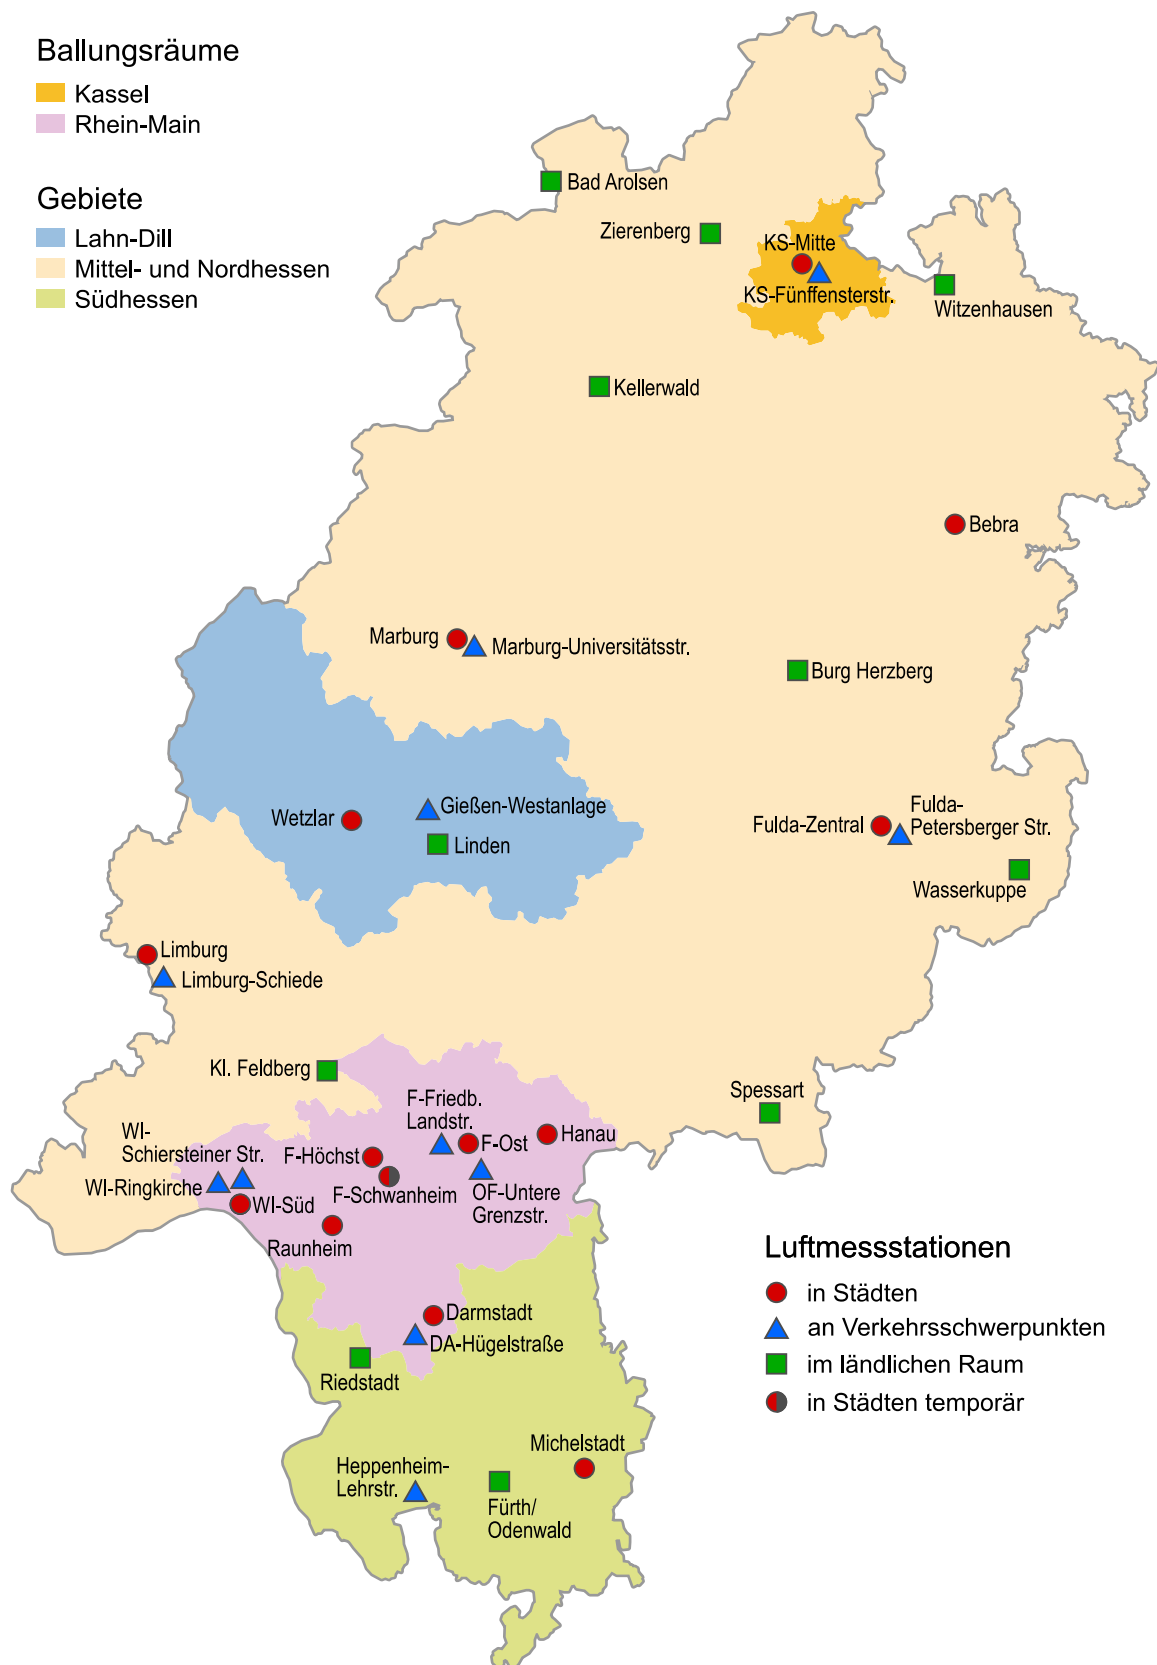 Ballungsräume
Kassel
Rhein-Main
Gebiete
Lahn-Dill
Mittel- und Nordhessen
Südhessen
Bad Arolsen
Zierenberg
KS-Mitte
KS-Fünffensterstr.
Witzenhausen
Kellerwald
Bebra
Marburg
Marburg-Universitätsstr.
Burg Herzberg
Wetzlar
Gießen-Westanlage
Linden
Fulda-Zentral
Fulda-
Petersberger Str.
Wasserkuppe
Limburg
Limburg-Schiede
Kl. Feldberg
Spessart
F-Friedb.
Landstr.
F-Ost
Hanau
WI-
Schiersteiner Str.
F-Höchst
WI-Ringkirche
F-Schwanheim
OF-Untere
Grenzstr.
WI-Süd
Raunheim
Darmstadt
DA-Hügelstraße
Riedstadt
Michelstadt
Heppenheim-
Lehrstr.
Fürth/
Odenwald
Luftmessstationen
in Städten
an Verkehrsschwerpunkten
im ländlichen Raum
in Städten temporär